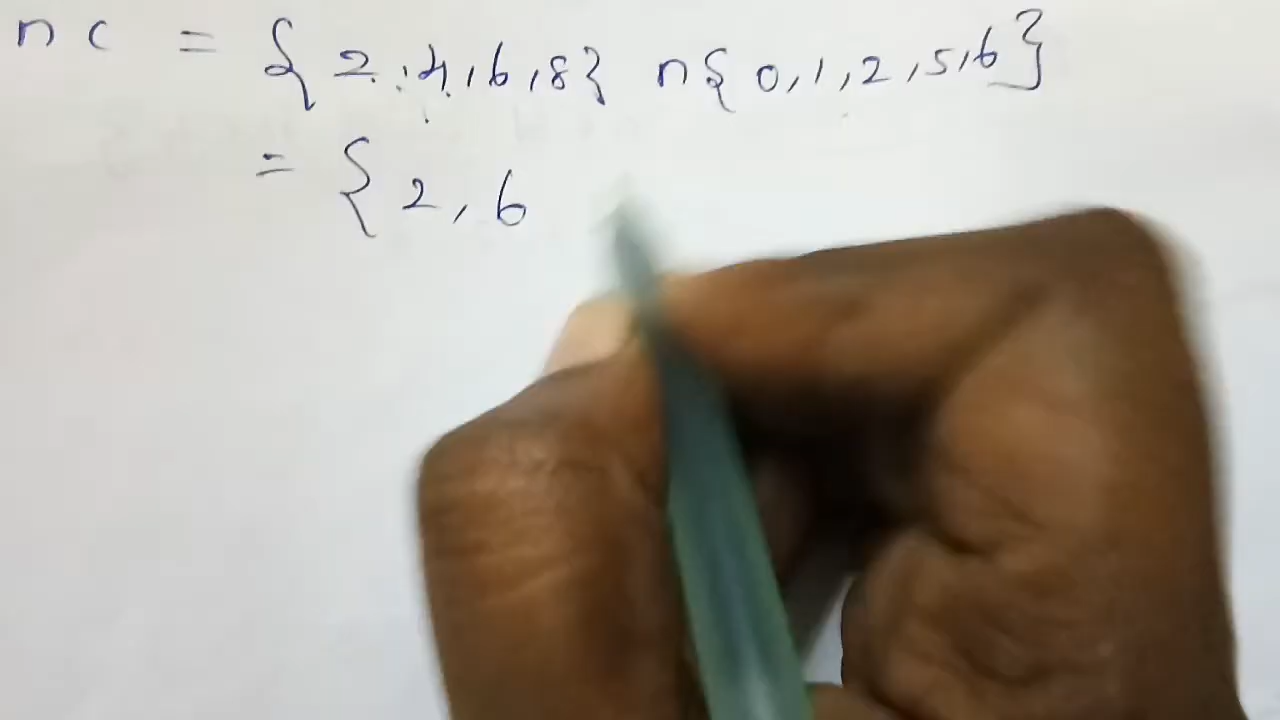 ∩ C = {2,4,6,8} ∩ {0,1,2,5,6}
= {2,6